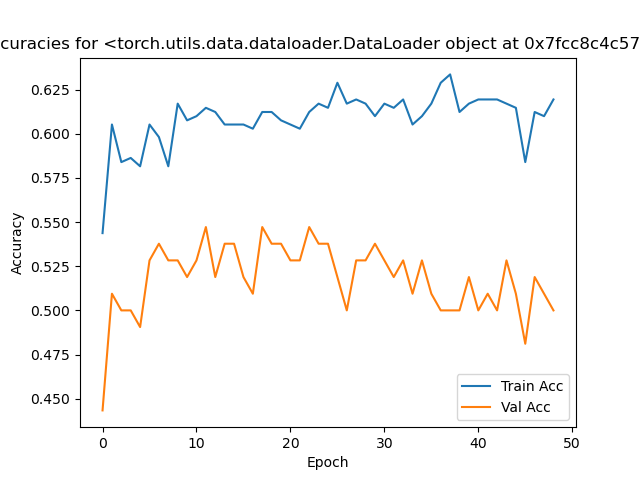 curacies for <torch.utils.data.dataloader.DataLoader object at 0x7fcc8c4c57
0.625
0.600
0.575
0.550
0.525
0.500
0.475
0.450
Accuracy
Train Acc
Val Acc
0 10 20 30 40 50
Epoch